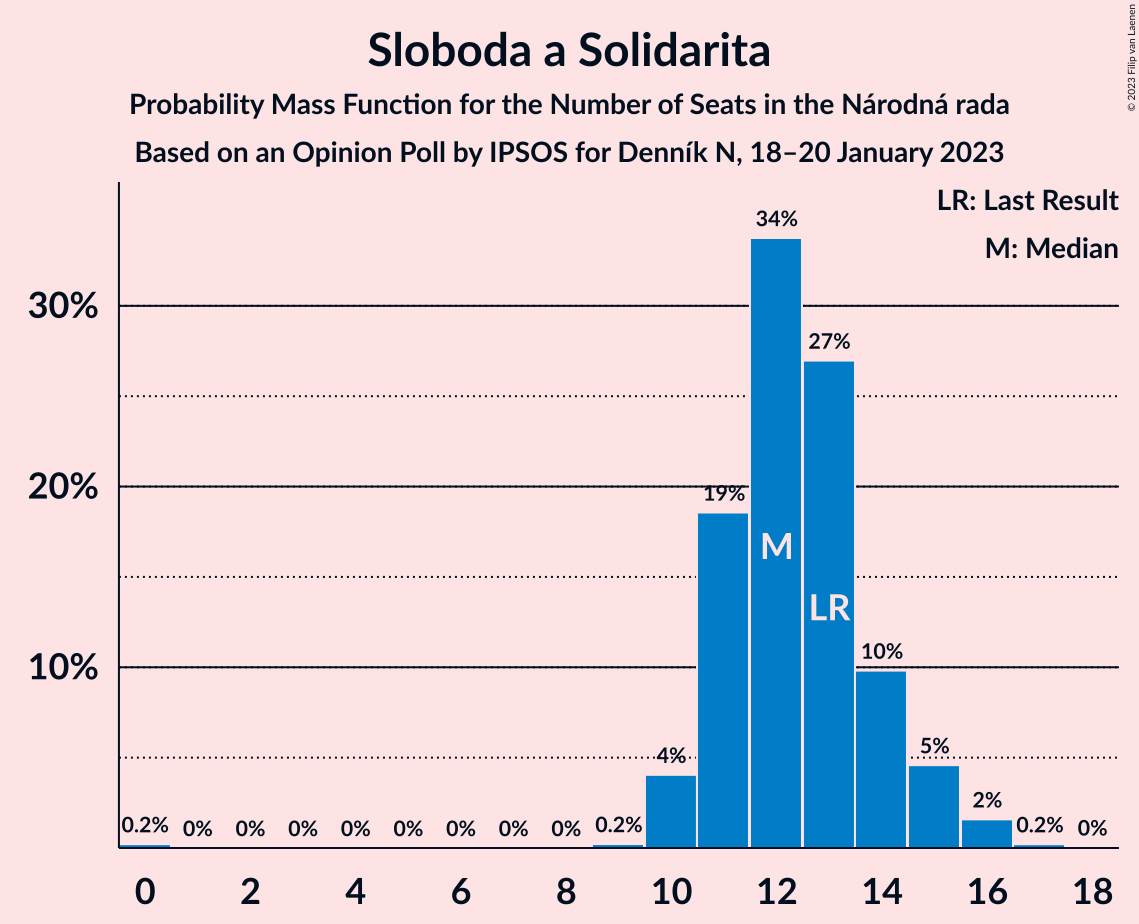 Sloboda a Solidarita
Probability Mass Function for the Number of Seats in the Národná rada
Based on an Opinion Poll by IPSOS for Denník N, 18–20 January 2023
© 2023 Filip van Laenen
LR: Last Result
M: Median
30%
20%
10%
0.2% 0% 0% 0% 0% 0% 0% 0% 0% 0.2% 4% 19% 34% 27% 10% 5% 2% 0.2% 0%
M
LR
0 2 4 6 8 10 12 14 16 18